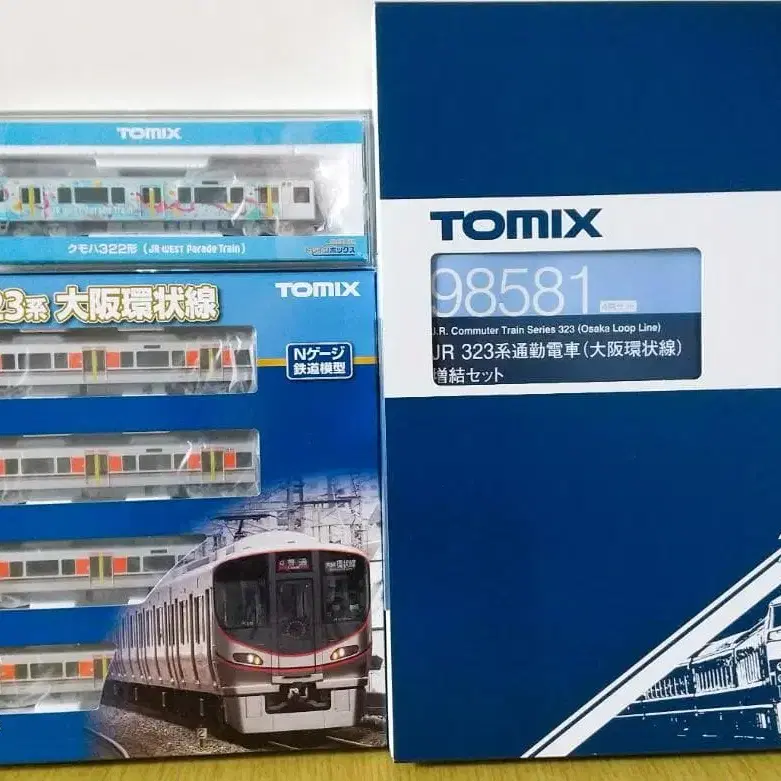 TOMIX
クモハ322形 (JR WEST Parade Train)
23系 大阪環状線
TOMIX
Nゲージ
鉄道模型
普通
TOMIX
98581
J.R. Commuter Train Series 323 (Osaka Loop Line)
JR 323系通勤電車(大阪環状線)
増結セット